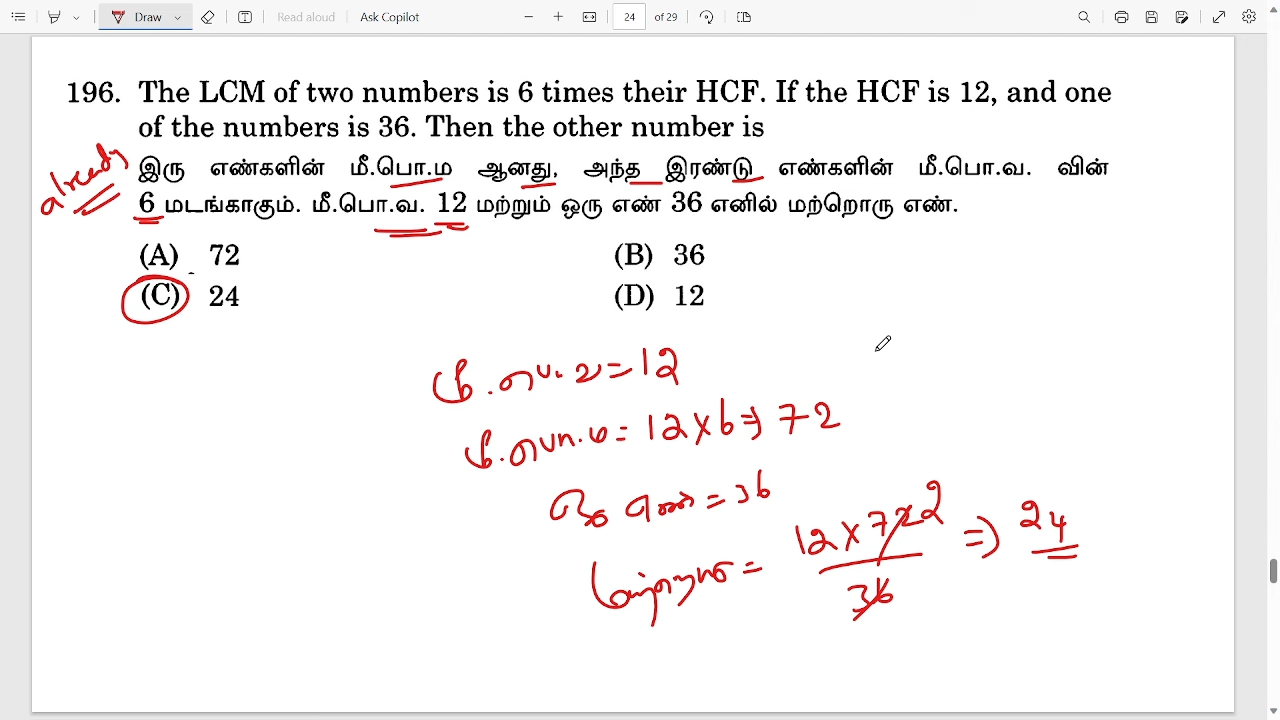 Draw
Read aloud
Ask Copilot
24
of 29
196. The LCM of two numbers is 6 times their HCF. If the HCF is 12, and one
of the numbers is 36. Then the other number is
already
இரு எண்களின் மீ.பொ.ம ஆனது, அந்த இரண்டு எண்களின் மீ.பொ.வ. வின்
6 மடங்காகும். மீ.பொ.வ. 12 மற்றும் ஒரு எண் 36 எனில் மற்றொரு எண்.
(A) 72
(B) 36
(C) 24
(D) 12
மீ.பொ.வ = 12
மீ.பொ.ம = 12 x 6 => 72
ஒரு எண் = 36
= 12 x 72 2 => 24
36